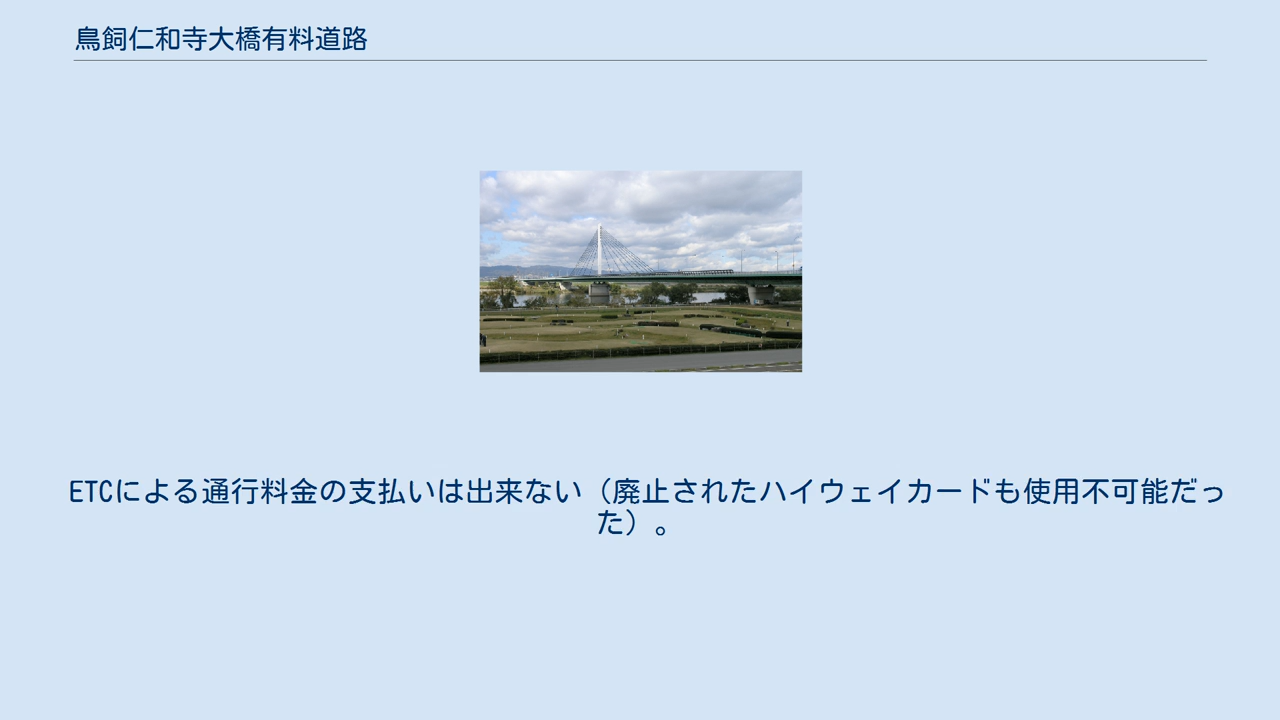 鳥飼仁和寺大橋有料道路
ETCによる通行料金の支払いは出来ない（廃止されたハイウェイカードも使用不可能だっ
た）。